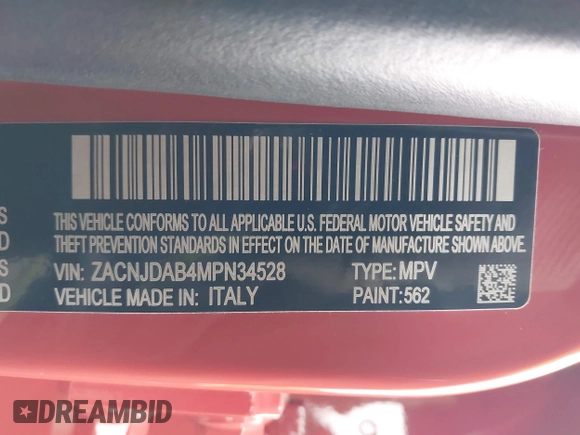 THIS VEHICLE CONFORMS TO ALL APPLICABLE U.S. FEDERAL MOTOR VEHICLE SAFETY AND
S
THEFT PREVENTION STANDARDS IN EFFECT ON THE DATE OF MANUFACTURE SHOWN ABOVE.
D
S VIN: ZACNJDAB4MPN34528 TYPE: MPV
D VEHICLE MADE IN: ITALY PAINT: 562
DREAMBID